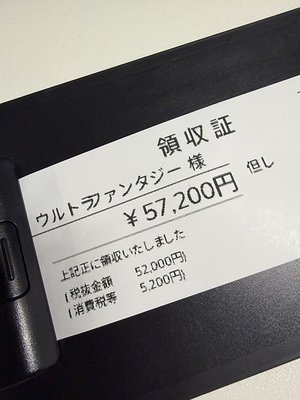 領収証
ウルトラファンタジー 様
￥57,200円 但し
上記正に領収いたしました
(税抜金額 52,000円)
(消費税等 5,200円)